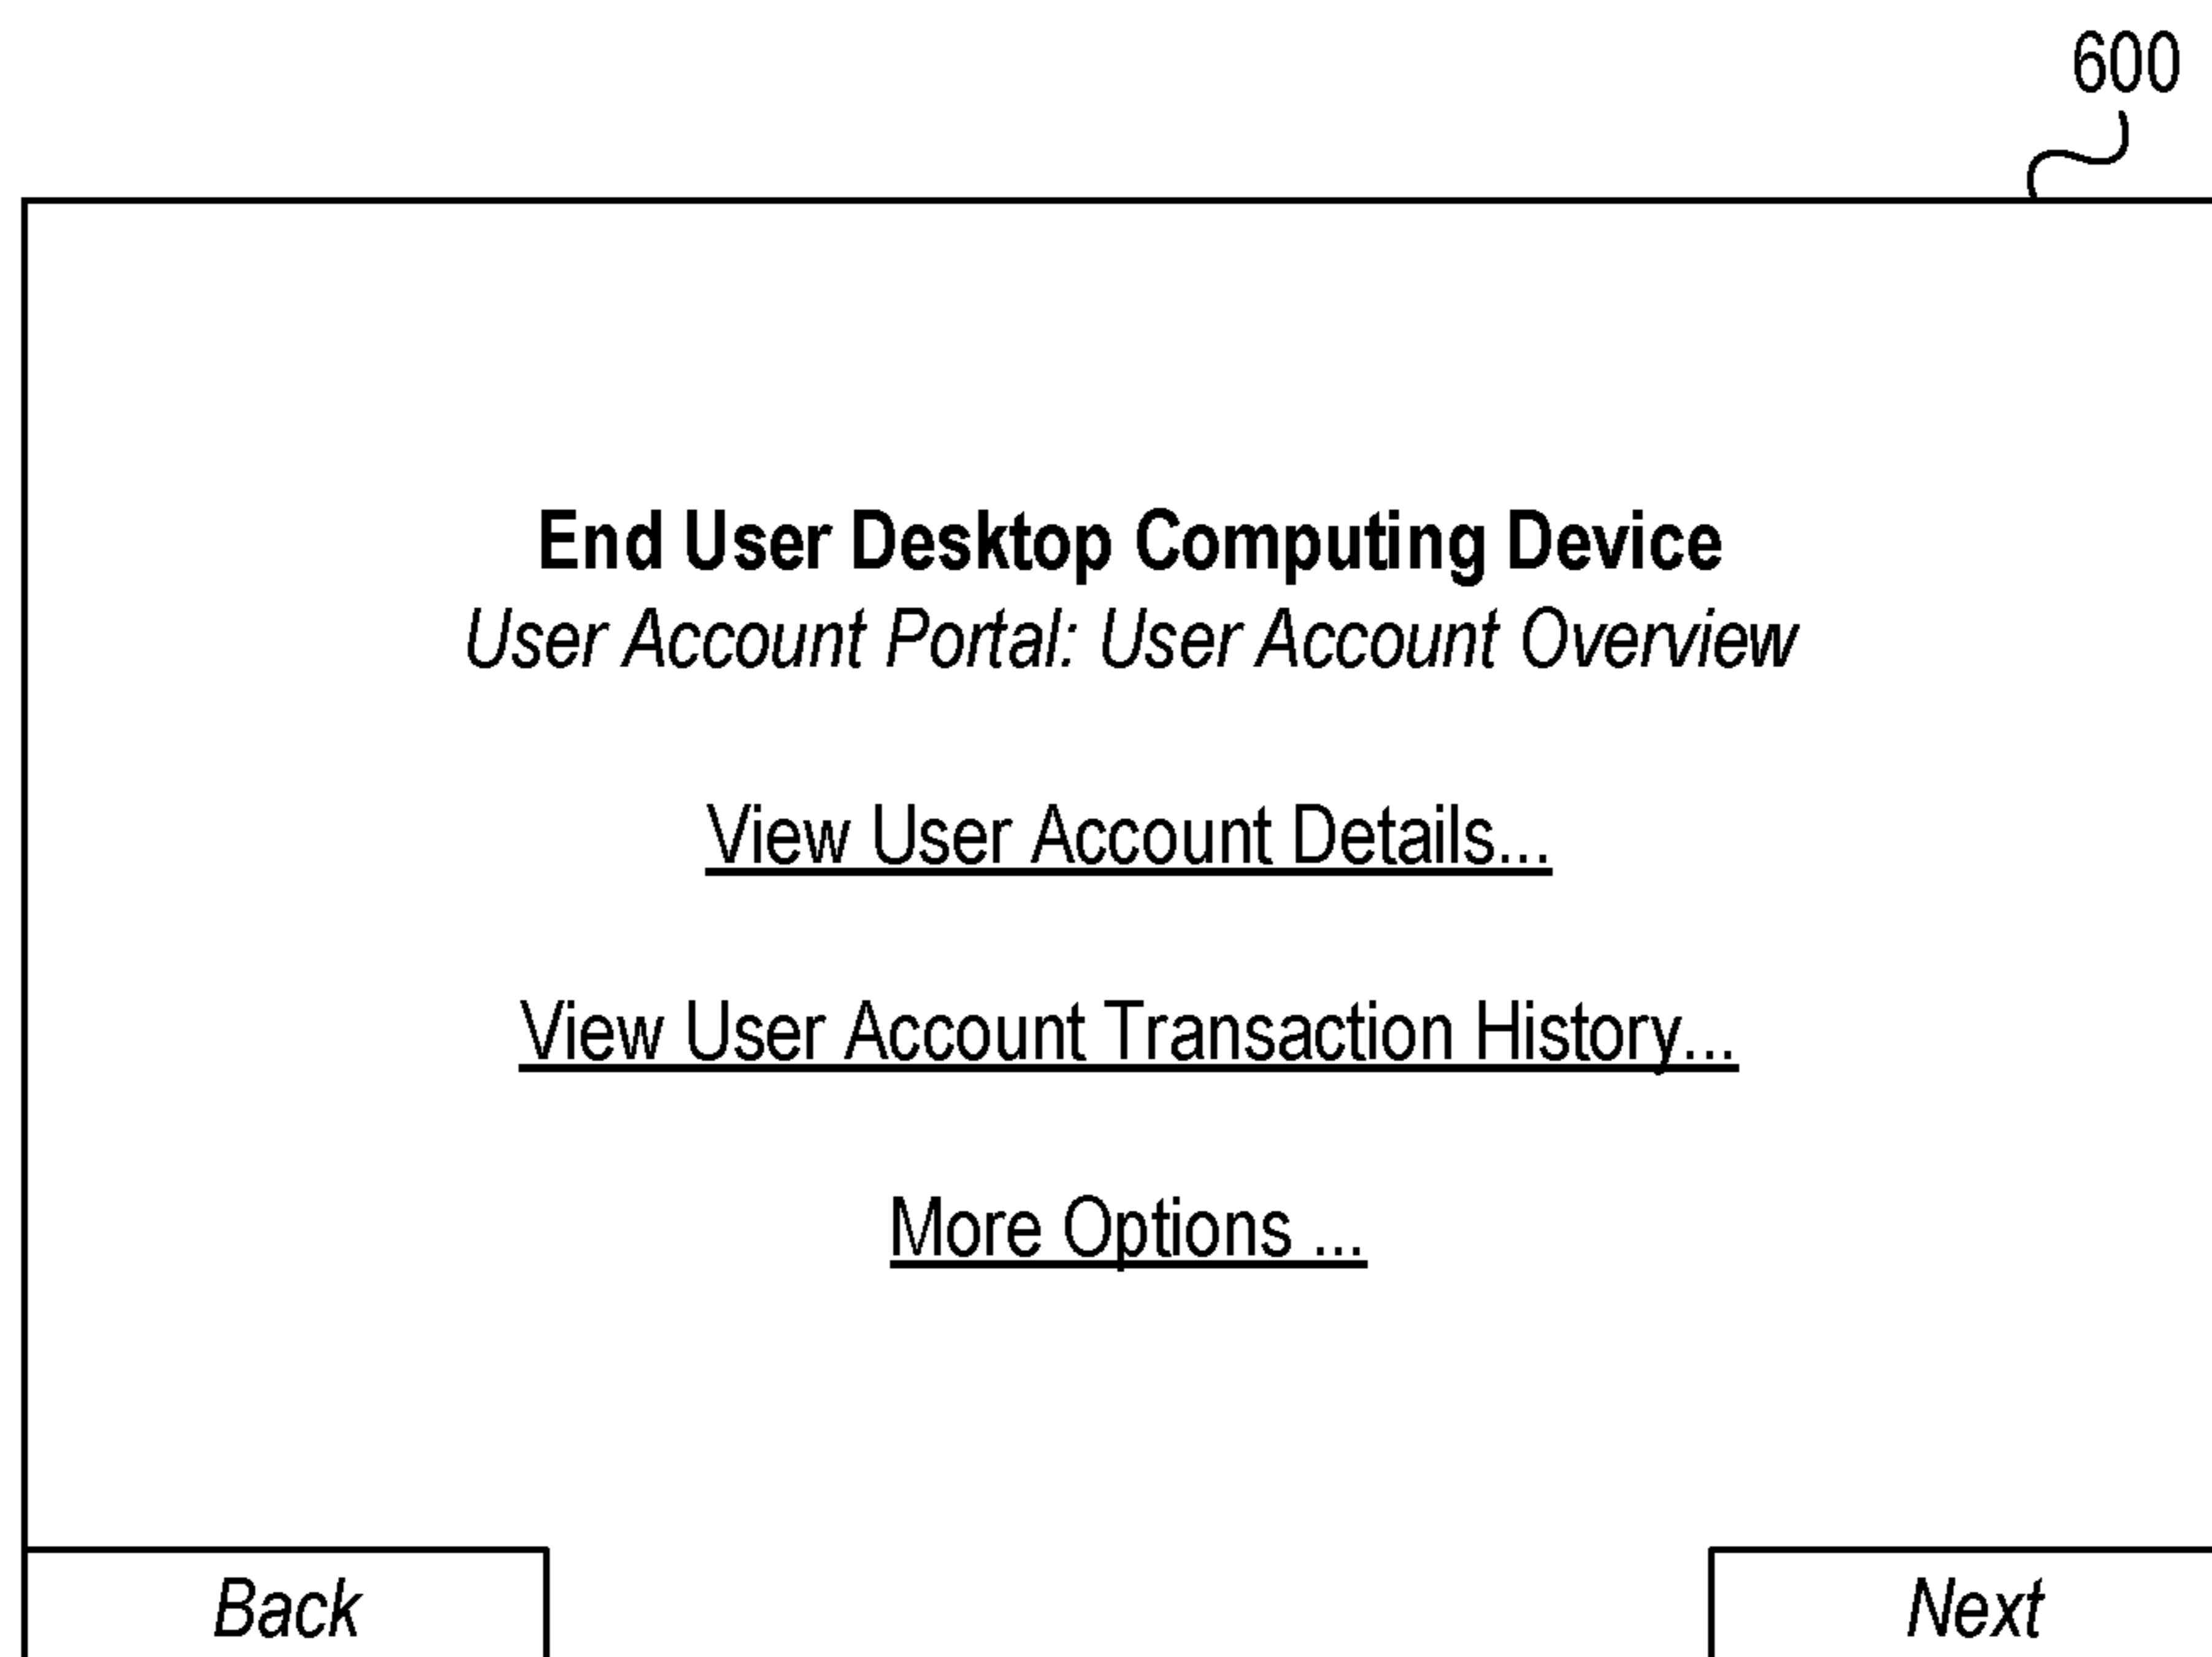 600
End User Desktop Computing Device
User Account Portal: User Account Overview
View User Account Details...
View User Account Transaction History...
More Options ...
Back
Next